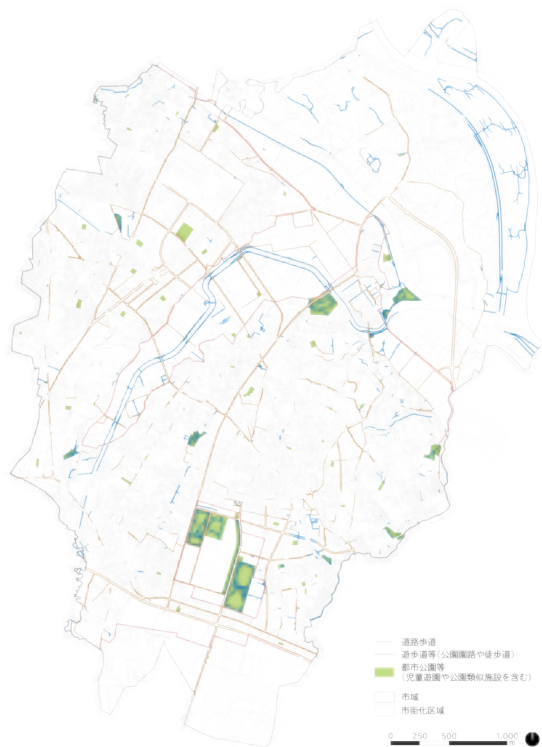 道路歩道
遊歩道等(公園園路や徒歩道)
都市公園等
(児童遊園や公園類似施設を含む)
市域
市街化区域
0 250 500 1,000
m